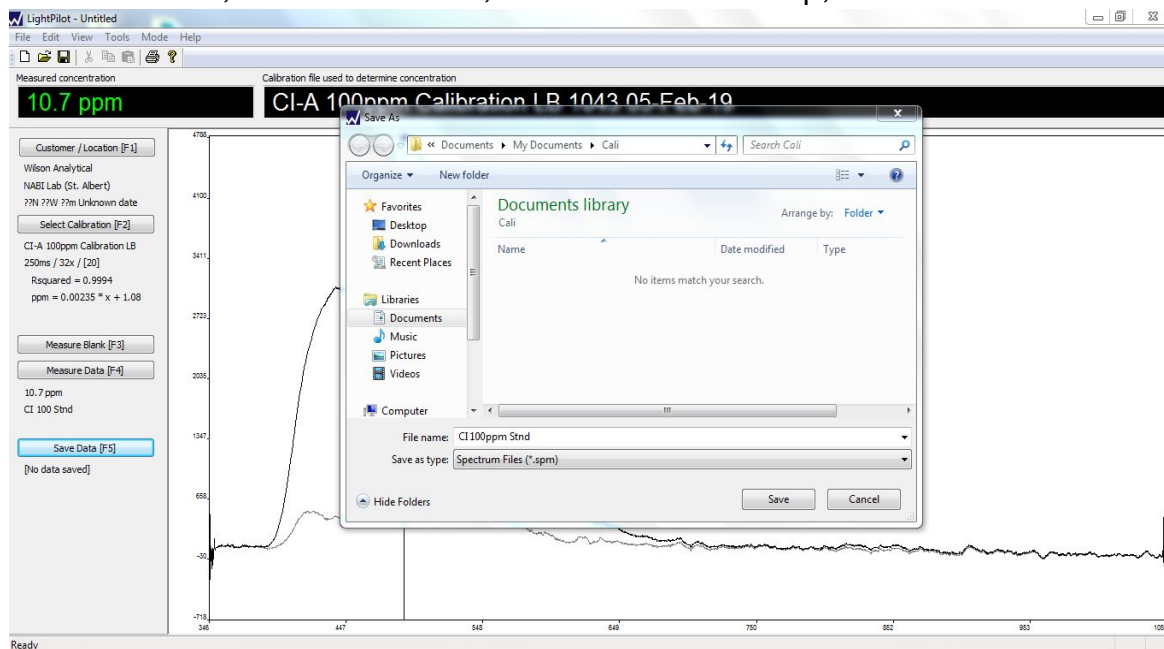 LightPilot - Untitled
File Edit View Tools Mode Help
Measured concentration
Calibration file used to determine concentration
10.7 ppm
CI-A 100ppm Calibration LB 1043 05-Feb-19
Customer / Location [F1]
Wilson Analytical
NABI Lab (St. Albert)
??N ??W ??m Unknown date
Select Calibration [F2]
CI-A 100ppm Calibration LB
250ms / 32x / [20]
Rsquared = 0.9994
ppm = 0.00235 * x + 1.08
Measure Blank [F3]
Measure Data [F4]
10.7 ppm
CI 100 Stnd
Save Data [F5]
[No data saved]
4788
4100
3411
2723
2035
1347
658
-30
-718
346 447 548 649 750 852 953
Save As
« Documents ▸ My Documents ▸ Cali
Search Cali
Organize New folder
Favorites
Desktop
Downloads
Recent Places
Libraries
Documents
Music
Pictures
Videos
Computer
Documents library
Cali
Arrange by: Folder
Name Date modified Type
No items match your search.
File name: CI100ppm Stnd
Save as type: Spectrum Files (*.spm)
Hide Folders
Save Cancel
Ready